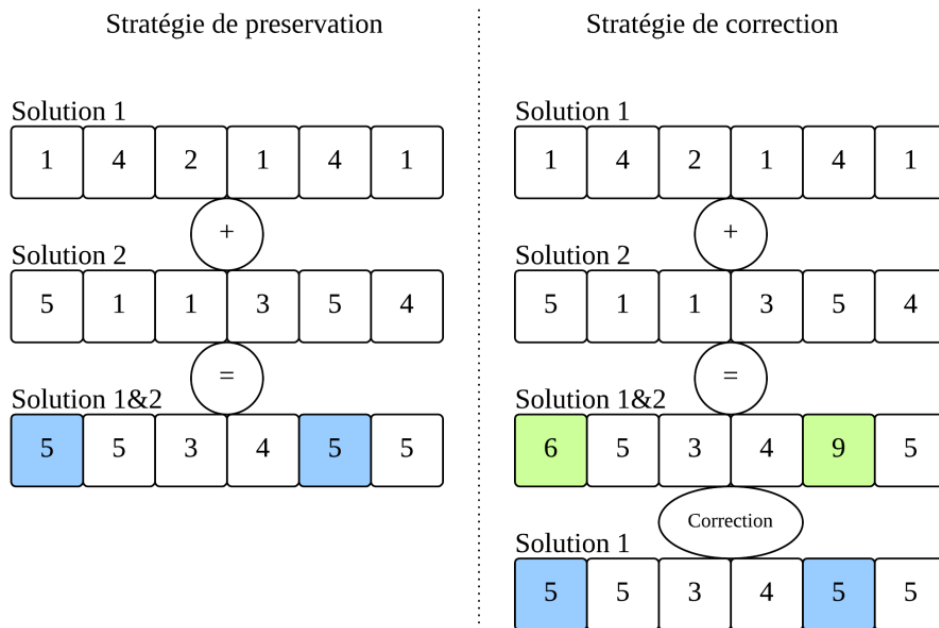 Stratégie de preservation
Solution 1
1 4 2 1 4 1
+
Solution 2
5 1 1 3 5 4
=
Solution 1&2
5 5 3 4 5 5
Stratégie de correction
Solution 1
1 4 2 1 4 1
+
Solution 2
5 1 1 3 5 4
=
Solution 1&2
6 5 3 4 9 5
Correction
Solution 1
5 5 3 4 5 5